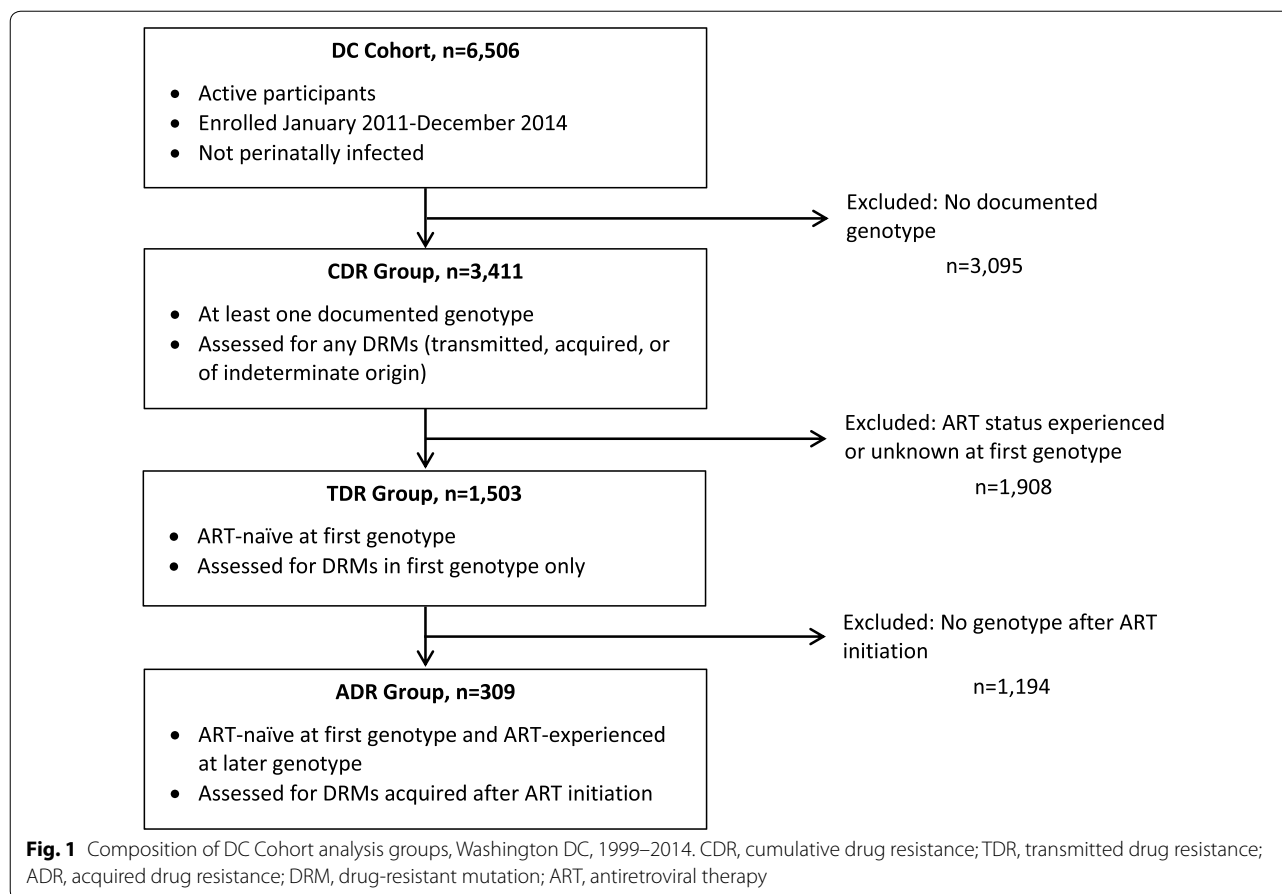 DC Cohort, n=6,506
• Active participants
• Enrolled January 2011-December 2014
• Not perinatally infected
Excluded: No documented
genotype
n=3,095
CDR Group, n=3,411
• At least one documented genotype
• Assessed for any DRMs (transmitted, acquired, or
of indeterminate origin)
Excluded: ART status experienced
or unknown at first genotype
n=1,908
TDR Group, n=1,503
• ART-naïve at first genotype
• Assessed for DRMs in first genotype only
Excluded: No genotype after ART
initiation
n=1,194
ADR Group, n=309
• ART-naïve at first genotype and ART-experienced
at later genotype
• Assessed for DRMs acquired after ART initiation
Fig. 1 Composition of DC Cohort analysis groups, Washington DC, 1999–2014. CDR, cumulative drug resistance; TDR, transmitted drug resistance;
ADR, acquired drug resistance; DRM, drug-resistant mutation; ART, antiretroviral therapy